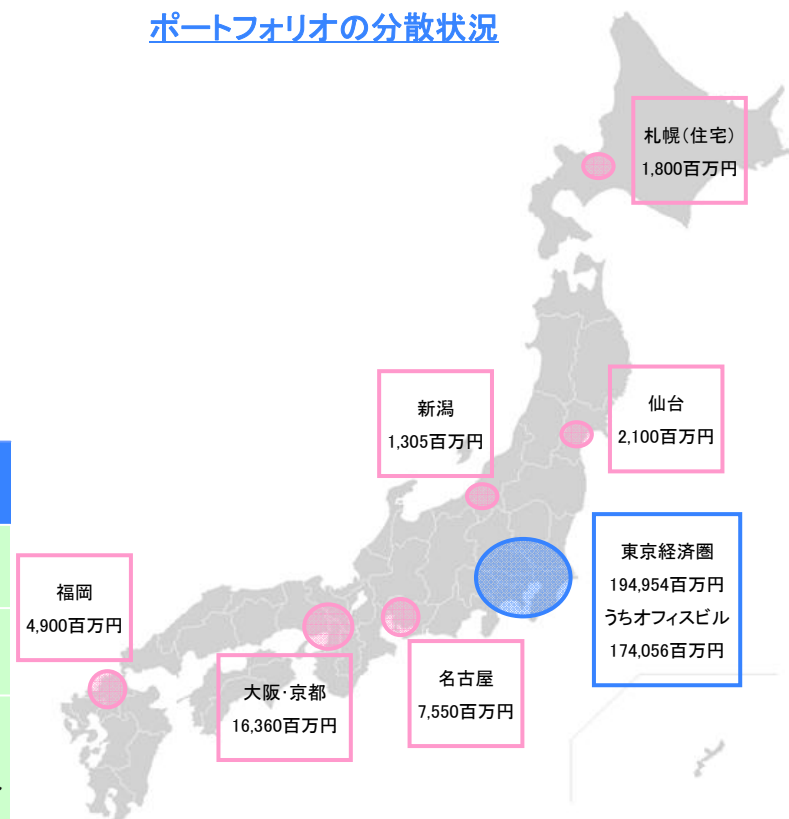 ポートフォリオの分散状況
札幌(住宅)
1,800百万円
新潟
1,305百万円
仙台
2,100百万円
東京経済圏
194,954百万円
うちオフィスビル
174,056百万円
福岡
4,900百万円
大阪・京都
16,360百万円
名古屋
7,550百万円